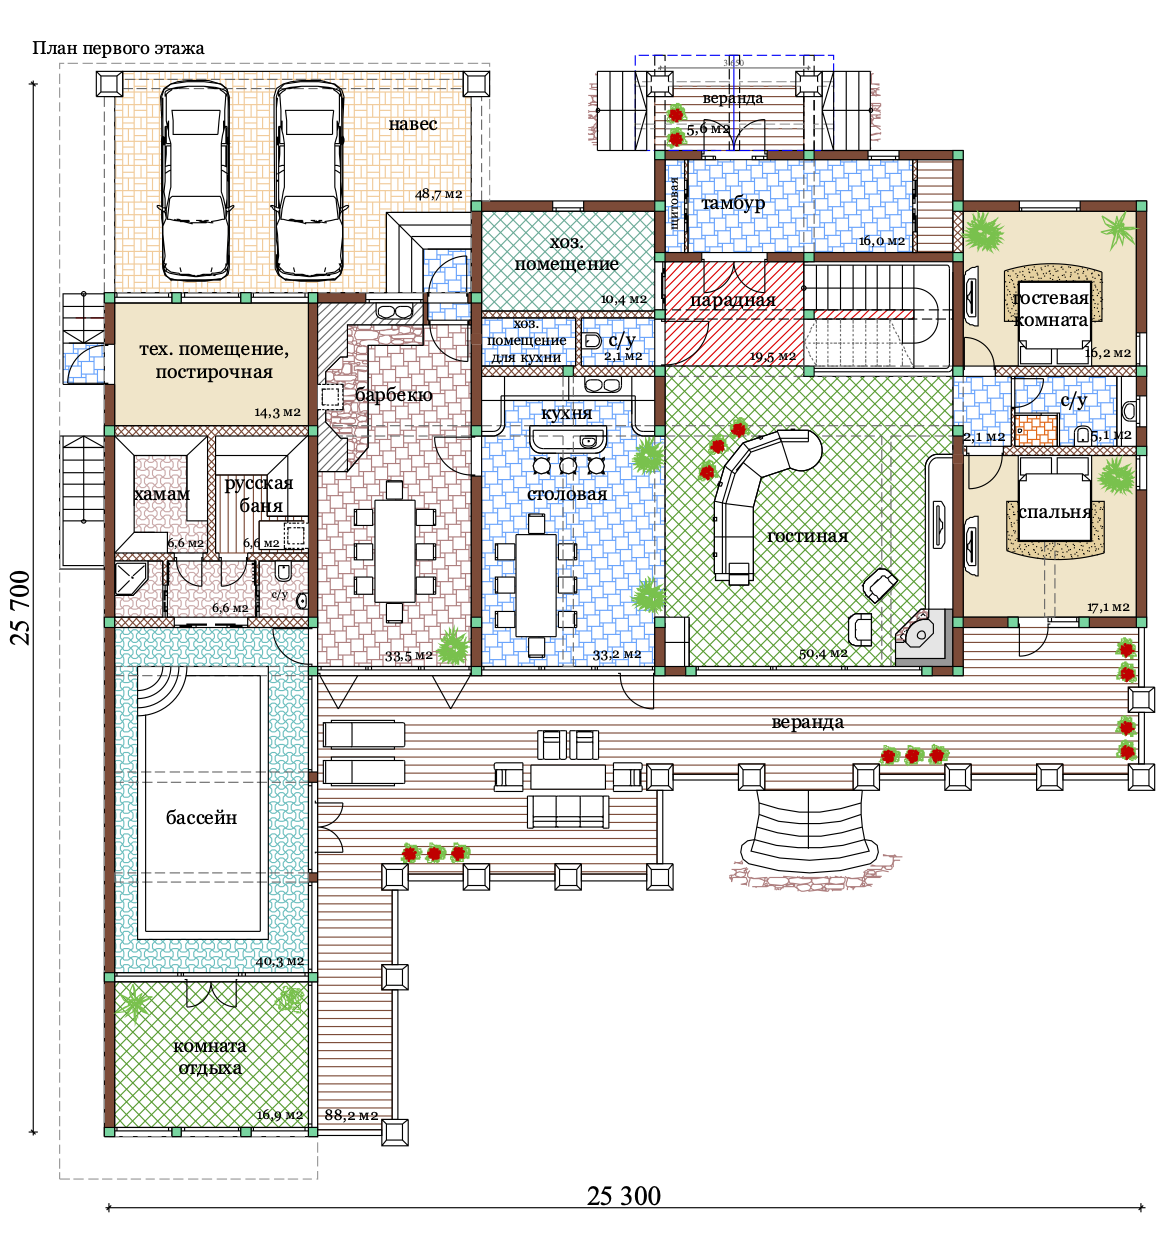 План первого этажа
3 650
веранда
5,6 м2
навес
48,7 м2
щитовая
тамбур
16,0 м2
хоз.
помещение
10,4 м2
парадная
19,5 м2
гостевая
комната
16,2 м2
хоз.
помещение
для кухни
с/у
2,1 м2
тех. помещение,
постирочная
14,3 м2
барбекю
кухня
с/у
2,1 м2
5,1 м2
хамам
6,6 м2
русская
баня
6,6 м2
столовая
гостиная
спальня
с/у
6,6 м2
17,1 м2
25 700
33,5 м2
33,2 м2
50,4 м2
веранда
бассейн
40,3 м2
комната
отдыха
16,9 м2
88,2 м2
25 300